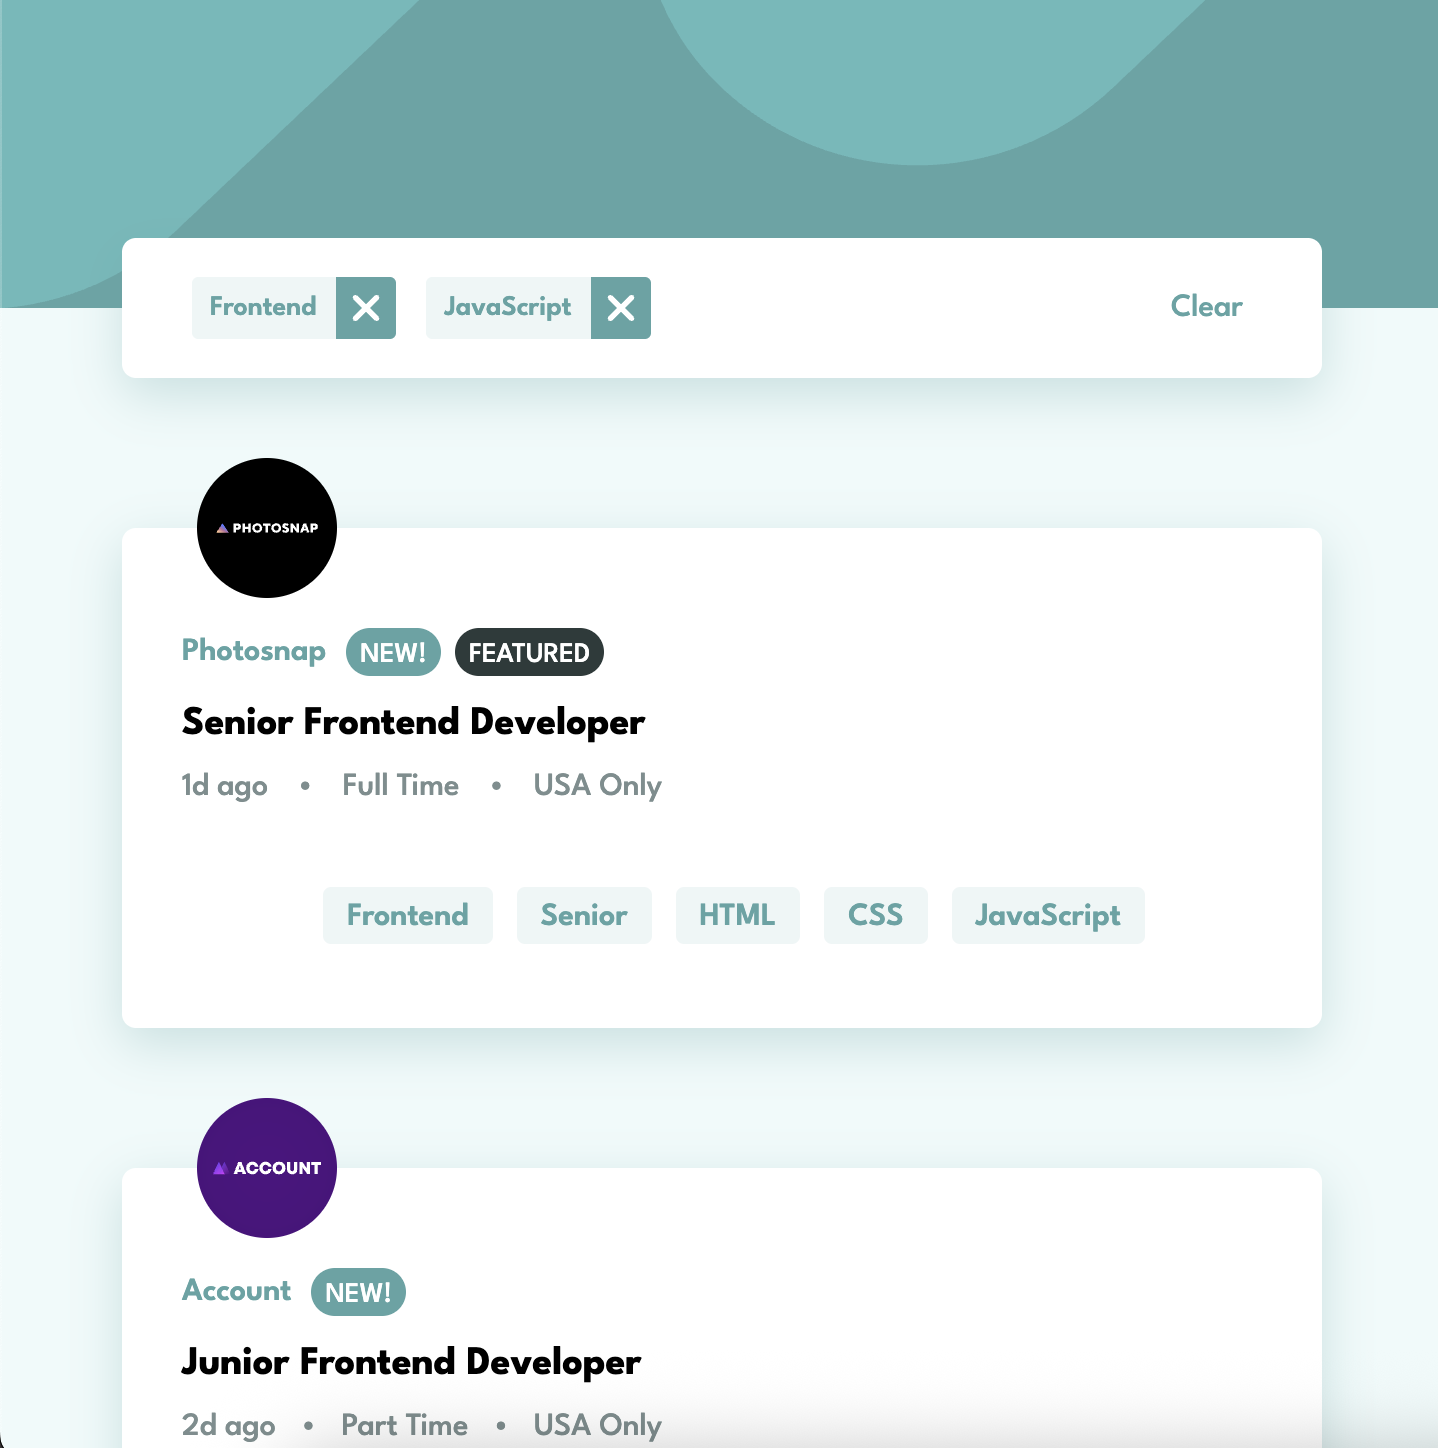 Frontend JavaScript Clear
PHOTOSNAP
Photosnap NEW! FEATURED
Senior Frontend Developer
1d ago • Full Time • USA Only
Frontend Senior HTML CSS JavaScript
ACCOUNT
Account NEW!
Junior Frontend Developer
2d ago • Part Time • USA Only